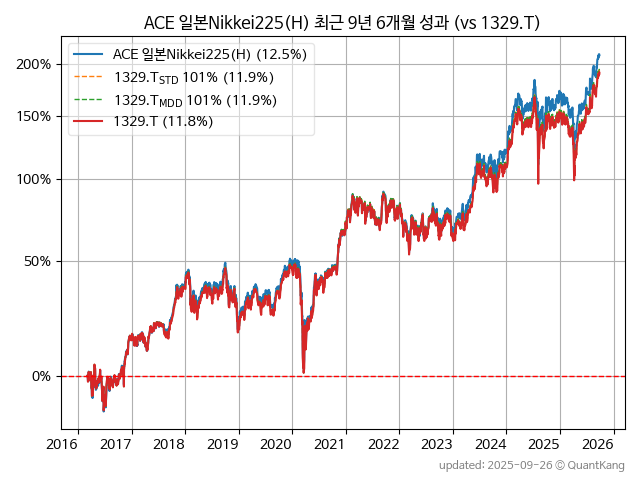 ACE 일본Nikkei225(H) 최근 9년 6개월 성과 (vs 1329.T)
ACE 일본Nikkei225(H) (12.5%)
1329.T_STD 101% (11.9%)
1329.T_MDD 101% (11.9%)
1329.T (11.8%)
200%
150%
100%
50%
0%
2016 2017 2018 2019 2020 2021 2022 2023 2024 2025 2026
updated: 2025-09-26 © QuantKang